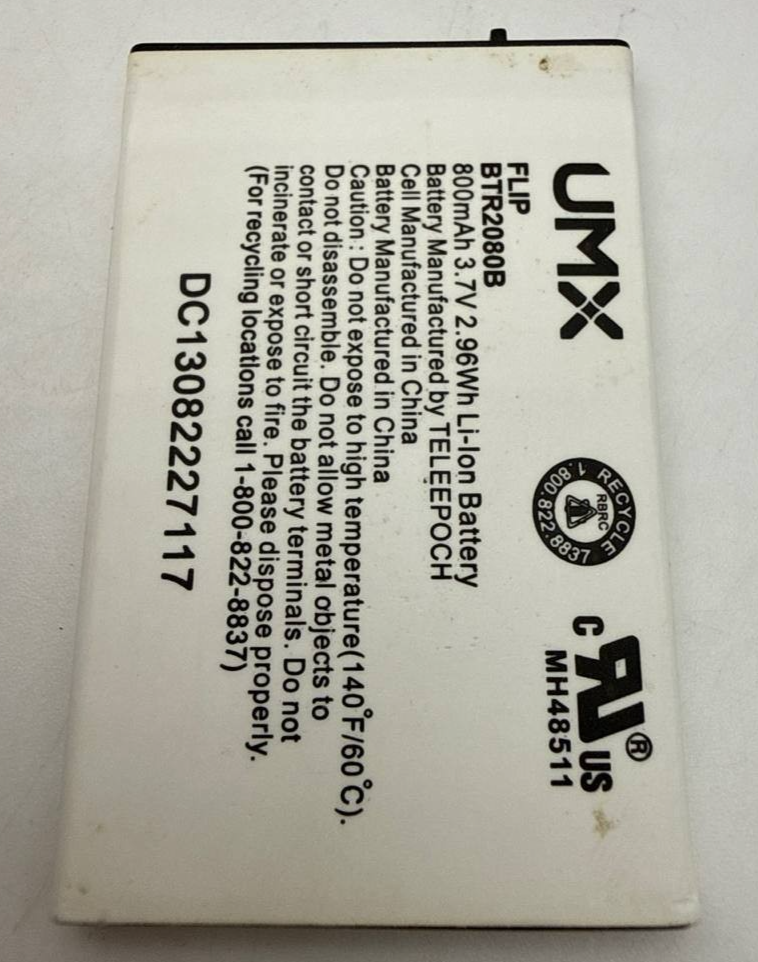 UMX
RECYCLE
RBRC
1.800.822.8837
C RU US ®
MH48511
FLIP
BTR2080B
800mAh 3.7V 2.96Wh Li-Ion Battery
Battery Manufactured by TELEEPOCH
Cell Manufactured in China
Battery Manufactured in China
Caution : Do not expose to high temperature(140°F/60°C).
Do not disassemble. Do not allow metal objects to
contact or short circuit the battery terminals. Do not
incinerate or expose to fire. Please dispose properly.
(For recycling locations call 1-800-822-8837)
DC13082227117